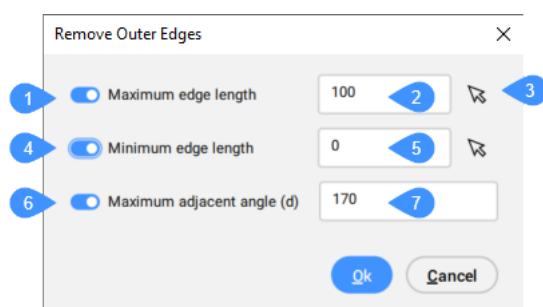 Remove Outer Edges
1 Maximum edge length 100 2 3
4 Minimum edge length 0 5
6 Maximum adjacent angle (d) 170 7
Ok Cancel